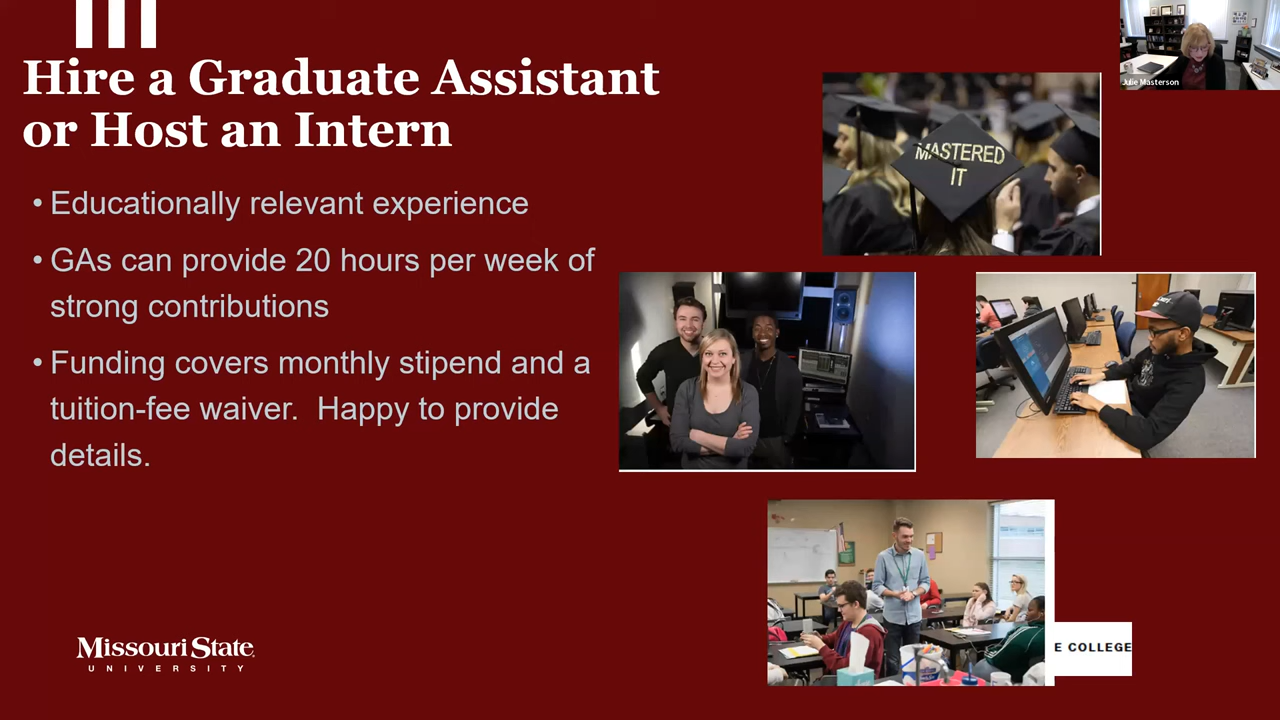 Hire a Graduate Assistant
or Host an Intern
• Educationally relevant experience
• GAs can provide 20 hours per week of
strong contributions
• Funding covers monthly stipend and a
tuition-fee waiver.  Happy to provide
details.
Julie Masterson
MASTERED
IT
Missouri State
UNIVERSITY
E COLLEGE